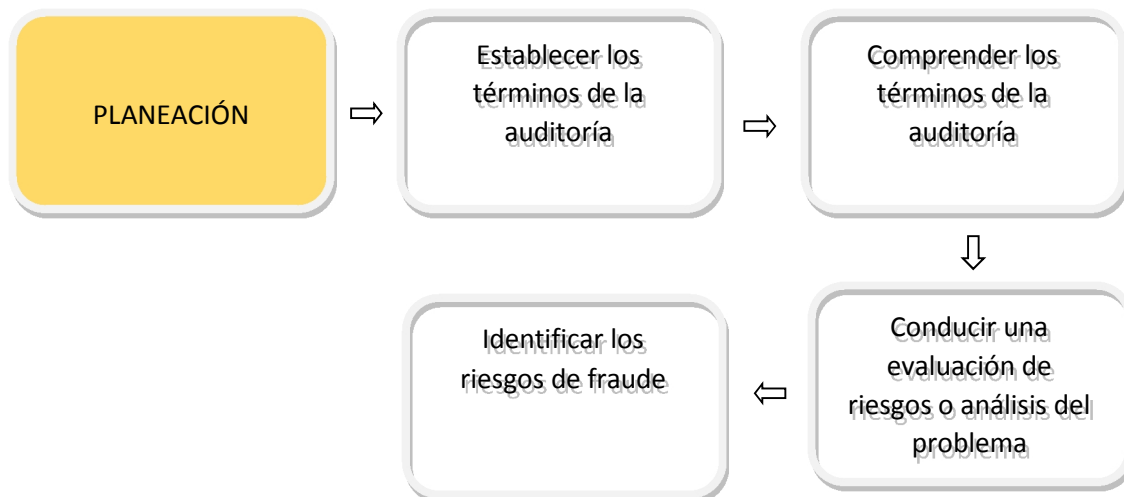 PLANEACIÓN
Establecer los
términos de la
auditoría
Comprender los
términos de la
auditoría
Conducir una
evaluación de
riesgos o análisis del
problema
Identificar los
riesgos de fraude